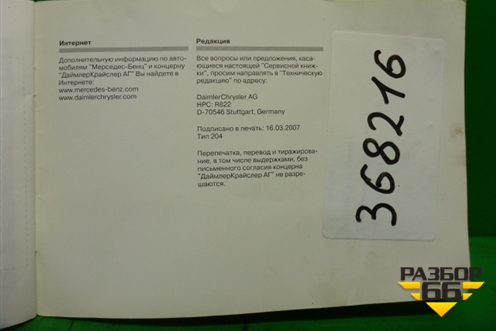 Интернет
Дополнительную информацию по авто-
мобилям "Мерседес-Бенц" и концерну
"ДаймлерКрайслер АГ" Вы найдете в
Интернете:
www.mercedes-benz.com
www.daimlerchrysler.com
Редакция
Все вопросы или предложения, каса-
ющиеся настоящей "Сервисной книж-
ки", просим направлять в "Техническую
редакцию" по адресу:
DaimlerChrysler AG
HPC: R822
D-70546 Stuttgart, Germany
Подписано в печать: 16.03.2007
Тип 204
Перепечатка, перевод и тиражирова-
ние, в том числе выдержками, без
письменного согласия концерна
"ДаймлерКрайслер АГ" не разре-
шаются.
368216
РАЗБОР
66